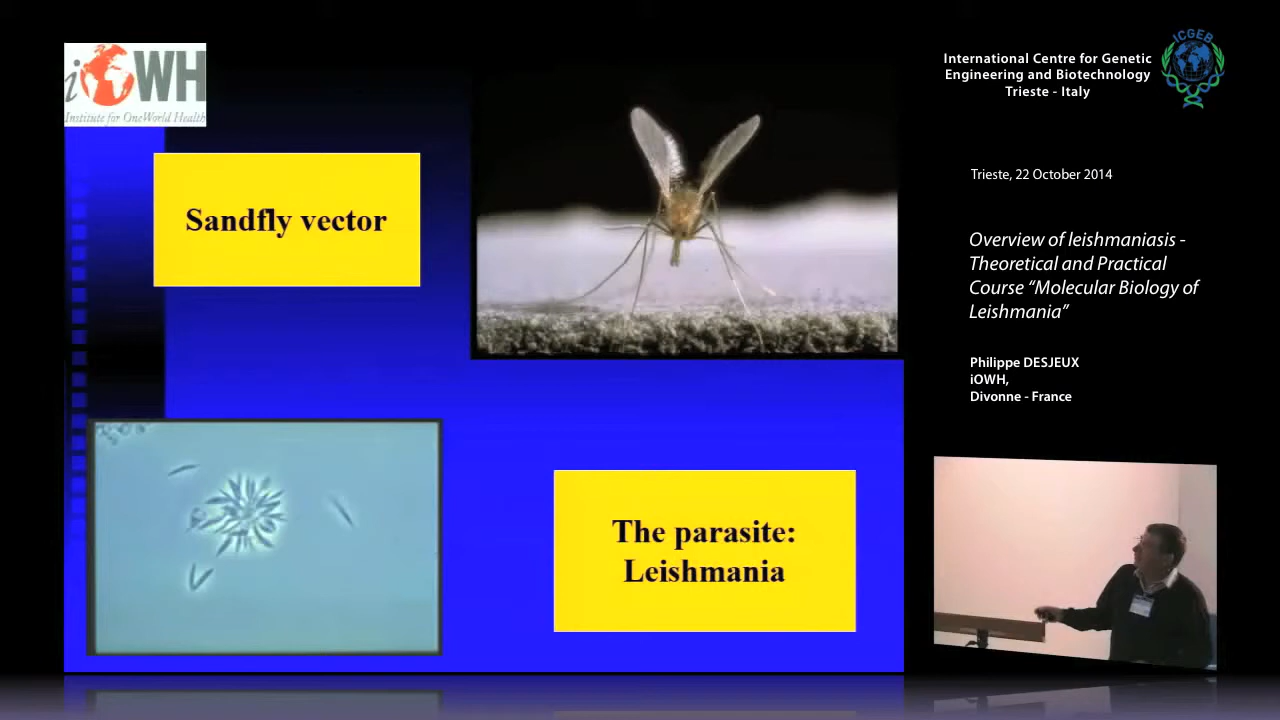 iOWH
Institute for OneWorld Health
Sandfly vector
The parasite:
Leishmania
International Centre for Genetic
Engineering and Biotechnology
Trieste - Italy
ICGEB
Trieste, 22 October 2014
Overview of leishmaniasis -
Theoretical and Practical
Course “Molecular Biology of
Leishmania”
Philippe DESJEUX
iOWH,
Divonne - France